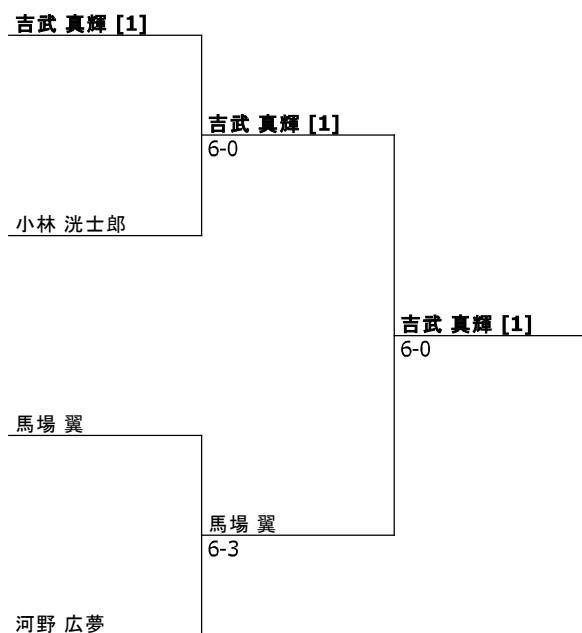 吉武 真輝 [1]
吉武 真輝 [1]
6-0
小林 洸士郎
吉武 真輝 [1]
6-0
馬場 翼
馬場 翼
6-3
河野 広夢